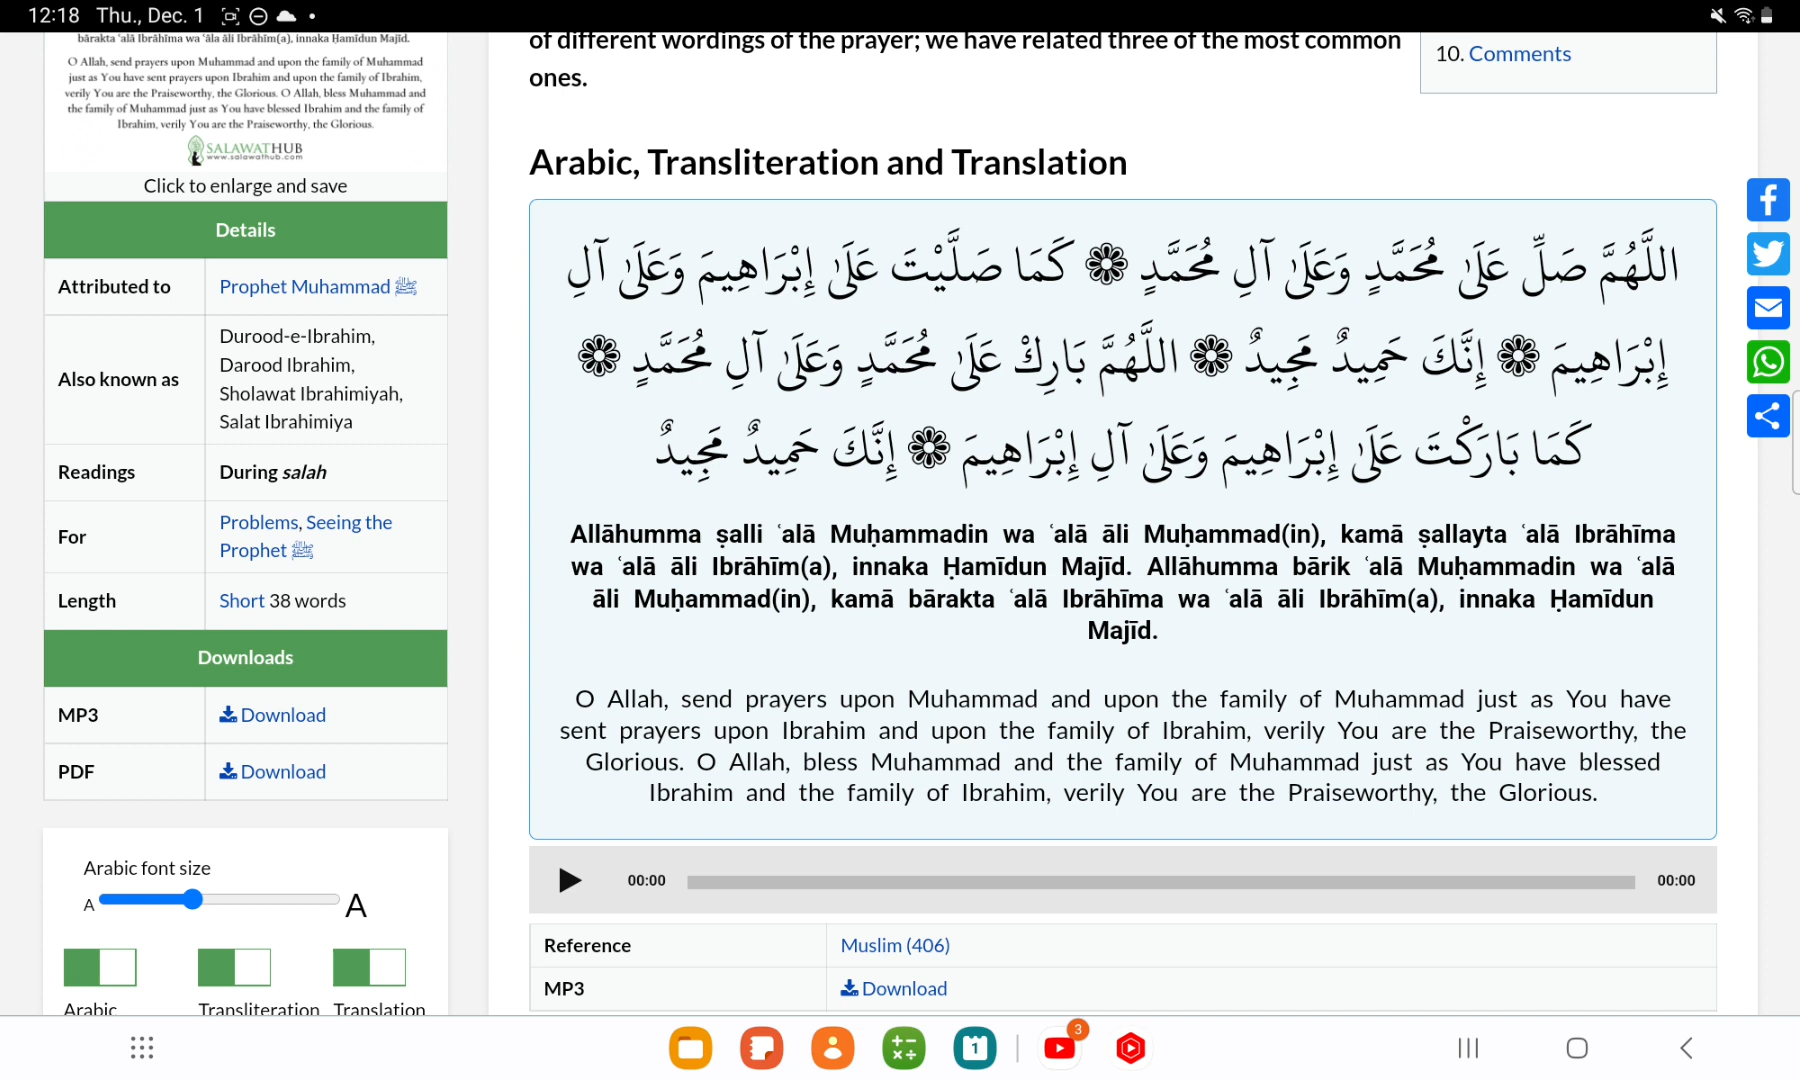 12:18 Thu., Dec. 1
bārakta ʿalā Ibrāhīma wa ʿāla āli Ibrāhīm(a), innaka Ḥamīdun Majīd.
O Allah, send prayers upon Muhammad and upon the family of Muhammad
just as You have sent prayers upon Ibrahim and upon the family of Ibrahim,
verily You are the Praiseworthy, the Glorious. O Allah, bless Muhammad and
the family of Muhammad just as You have blessed Ibrahim and the family of
Ibrahim, verily You are the Praiseworthy, the Glorious.
SALAWATHUB
www.salawathub.com
Click to enlarge and save
Details
Attributed to
Prophet Muhammad ﷺ
Also known as
Durood-e-Ibrahim,
Darood Ibrahim,
Sholawat Ibrahimiyah,
Salat Ibrahimiya
Readings
During salah
For
Problems, Seeing the
Prophet ﷺ
Length
Short 38 words
Downloads
MP3
Download
PDF
Download
Arabic font size
A
A
Arabic
Transliteration
Translation
of different wordings of the prayer; we have related three of the most common
ones.
10. Comments
Arabic, Transliteration and Translation
اللَّهُمَّ صَلِّ عَلَىٰ مُحَمَّدٍ وَعَلَىٰ آلِ مُحَمَّدٍ ❁ كَمَا صَلَّيْتَ عَلَىٰ إِبْرَاهِيمَ وَعَلَىٰ آلِ
إِبْرَاهِيمَ ❁ إِنَّكَ حَمِيدٌ مَجِيدٌ ❁ اللَّهُمَّ بَارِكْ عَلَىٰ مُحَمَّدٍ وَعَلَىٰ آلِ مُحَمَّدٍ ❁
كَمَا بَارَكْتَ عَلَىٰ إِبْرَاهِيمَ وَعَلَىٰ آلِ إِبْرَاهِيمَ ❁ إِنَّكَ حَمِيدٌ مَجِيدٌ
Allāhumma ṣalli ʿalā Muḥammadin wa ʿalā āli Muḥammad(in), kamā ṣallayta ʿalā Ibrāhīma
wa ʿalā āli Ibrāhīm(a), innaka Ḥamīdun Majīd. Allāhumma bārik ʿalā Muḥammadin wa ʿalā
āli Muḥammad(in), kamā bārakta ʿalā Ibrāhīma wa ʿalā āli Ibrāhīm(a), innaka Ḥamīdun
Majīd.
O Allah, send prayers upon Muhammad and upon the family of Muhammad just as You have
sent prayers upon Ibrahim and upon the family of Ibrahim, verily You are the Praiseworthy, the
Glorious. O Allah, bless Muhammad and the family of Muhammad just as You have blessed
Ibrahim and the family of Ibrahim, verily You are the Praiseworthy, the Glorious.
00:00
00:00
Reference
Muslim (406)
MP3
Download
1
3